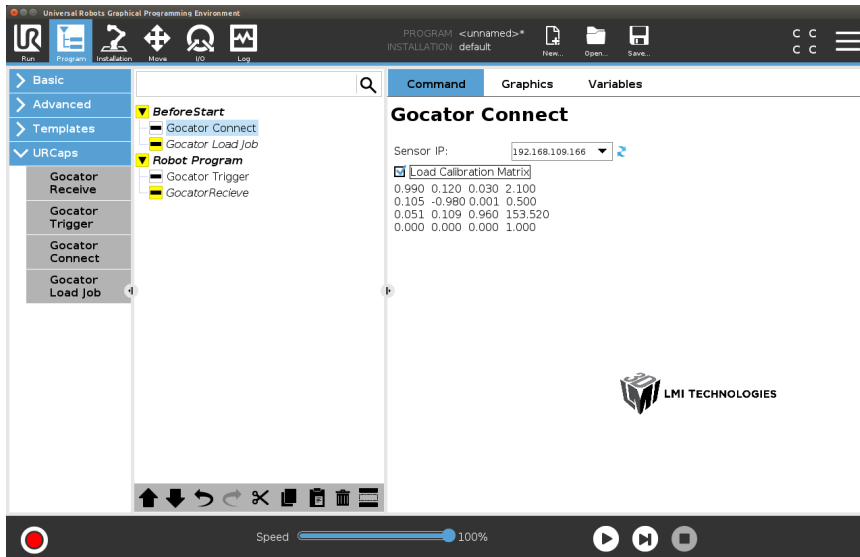 Universal Robots Graphical Programming Environment
UR
Run
Program
Installation
Move
I/O
Log
PROGRAM <unnamed>*
INSTALLATION default
New...
Open...
Save...
C C
C C
Basic
Advanced
Templates
URCaps
Gocator
Receive
Gocator
Trigger
Gocator
Connect
Gocator
Load Job
BeforeStart
Gocator Connect
Gocator Load Job
Robot Program
Gocator Trigger
GocatorRecieve
Command
Graphics
Variables
Gocator Connect
Sensor IP: 192.168.109.166
Load Calibration Matrix
0.990 0.120 0.030 2.100
0.105 -0.980 0.001 0.500
0.051 0.109 0.960 153.520
0.000 0.000 0.000 1.000
3D
LMI
LMI TECHNOLOGIES
Speed 100%